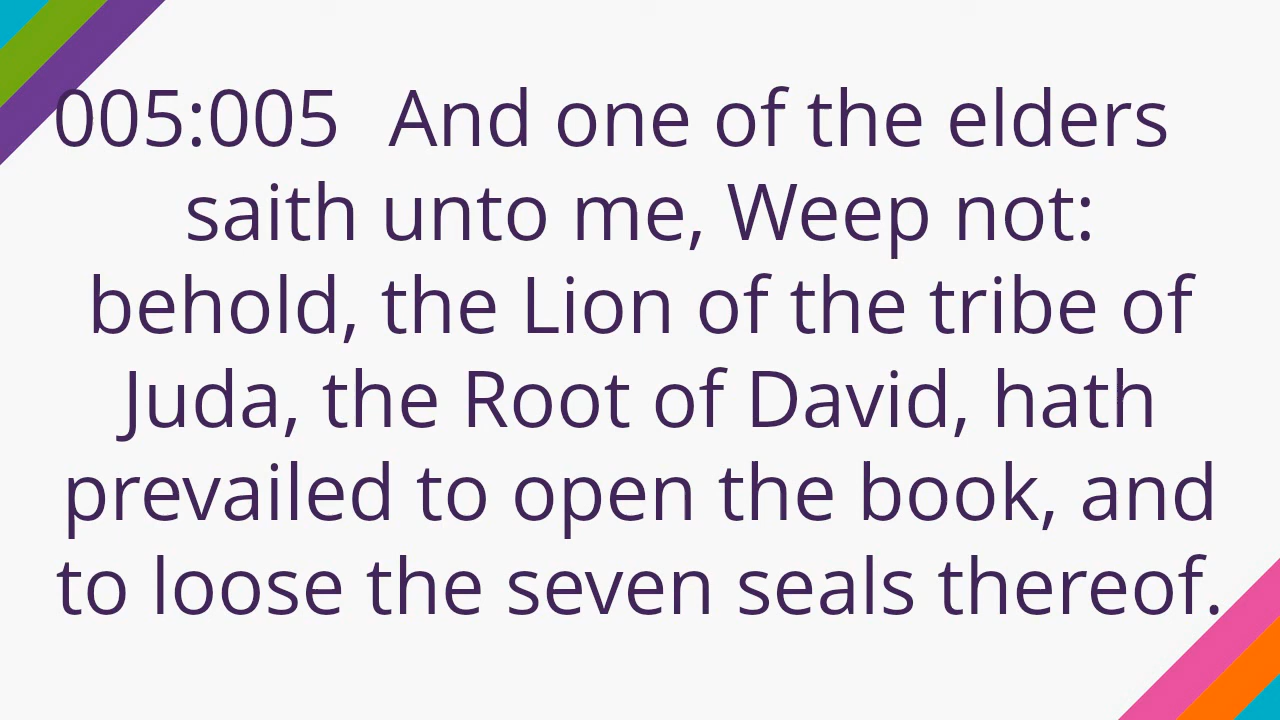 005:005 And one of the elders
saith unto me, Weep not:
behold, the Lion of the tribe of
Juda, the Root of David, hath
prevailed to open the book, and
to loose the seven seals thereof.